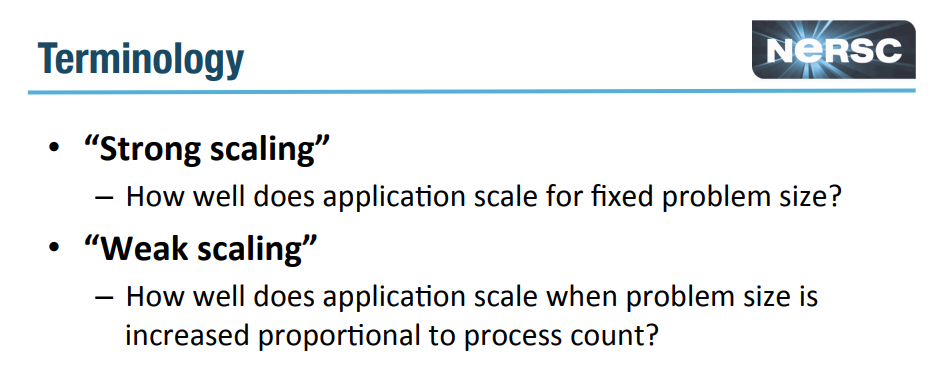 Terminology
NERSC
• “Strong scaling”
– How well does application scale for fixed problem size?
• “Weak scaling”
– How well does application scale when problem size is
increased proportional to process count?